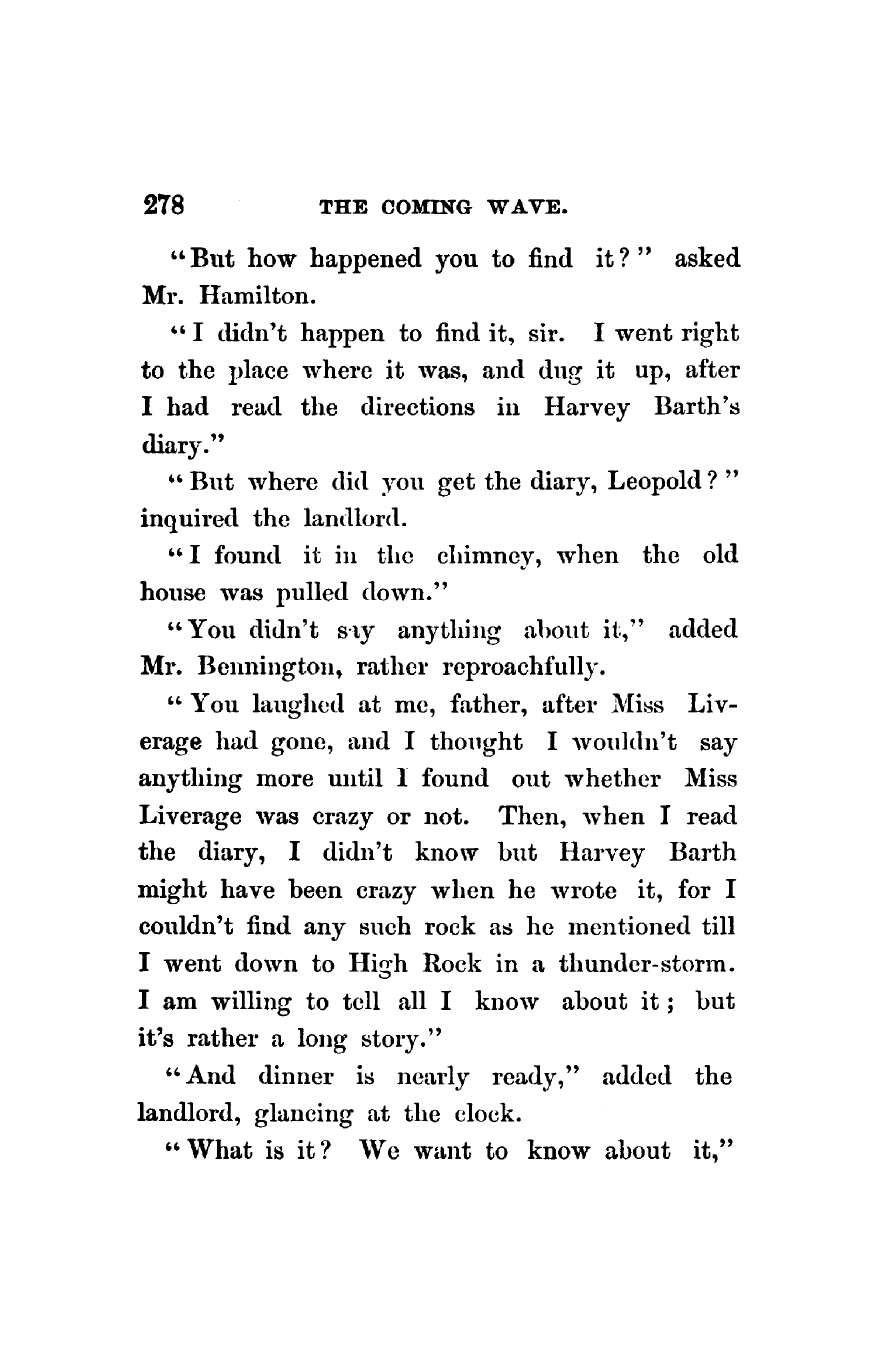 278 THE COMING WAVE.
“But how happened you to find it?” asked
Mr. Hamilton.
“I didn’t happen to find it, sir. I went right
to the place where it was, and dug it up, after
I had read the directions in Harvey Barth’s
diary.”
“But where did you get the diary, Leopold?”
inquired the landlord.
“I found it in the chimney, when the old
house was pulled down.”
“You didn’t say anything about it,” added
Mr. Bennington, rather reproachfully.
“You laughed at me, father, after Miss Liv-
erage had gone, and I thought I wouldn’t say
anything more until I found out whether Miss
Liverage was crazy or not. Then, when I read
the diary, I didn’t know but Harvey Barth
might have been crazy when he wrote it, for I
couldn’t find any such rock as he mentioned till
I went down to High Rock in a thunder-storm.
I am willing to tell all I know about it; but
it’s rather a long story.”
“And dinner is nearly ready,” added the
landlord, glancing at the clock.
“What is it? We want to know about it,”